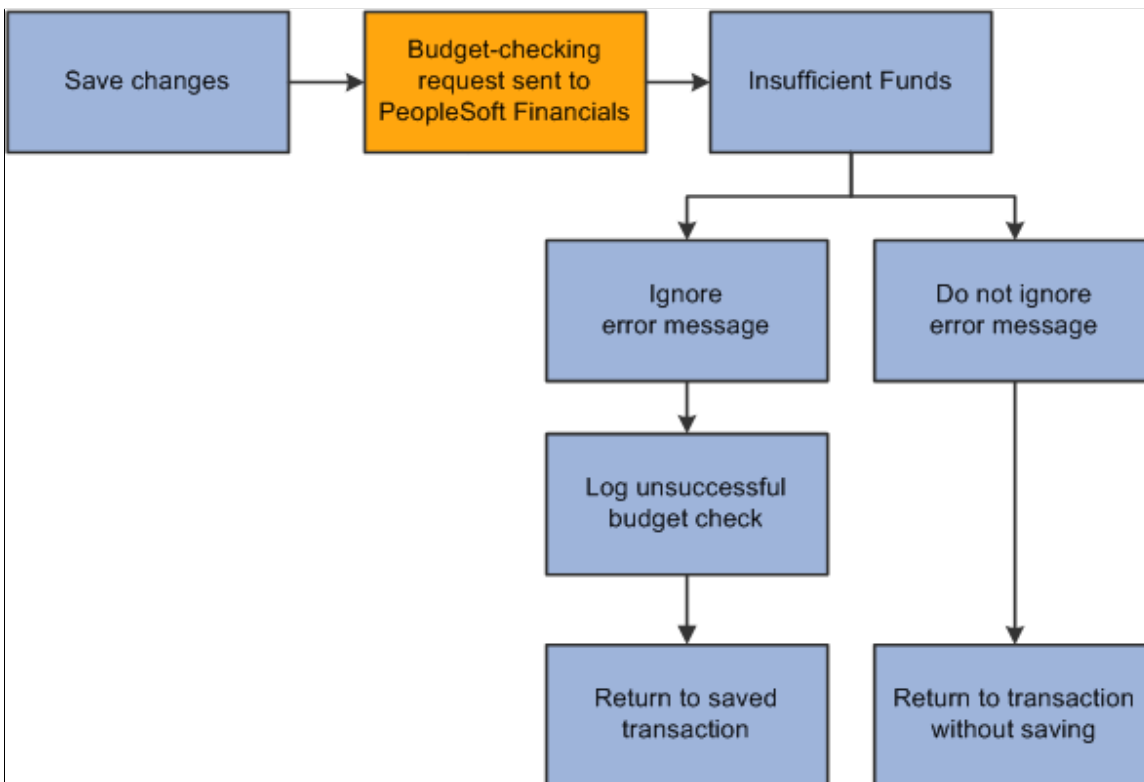 Save changes
Budget-checking
request sent to
PeopleSoft Financials
Insufficient Funds
Ignore
error message
Do not ignore
error message
Log unsuccessful
budget check
Return to saved
transaction
Return to transaction
without saving